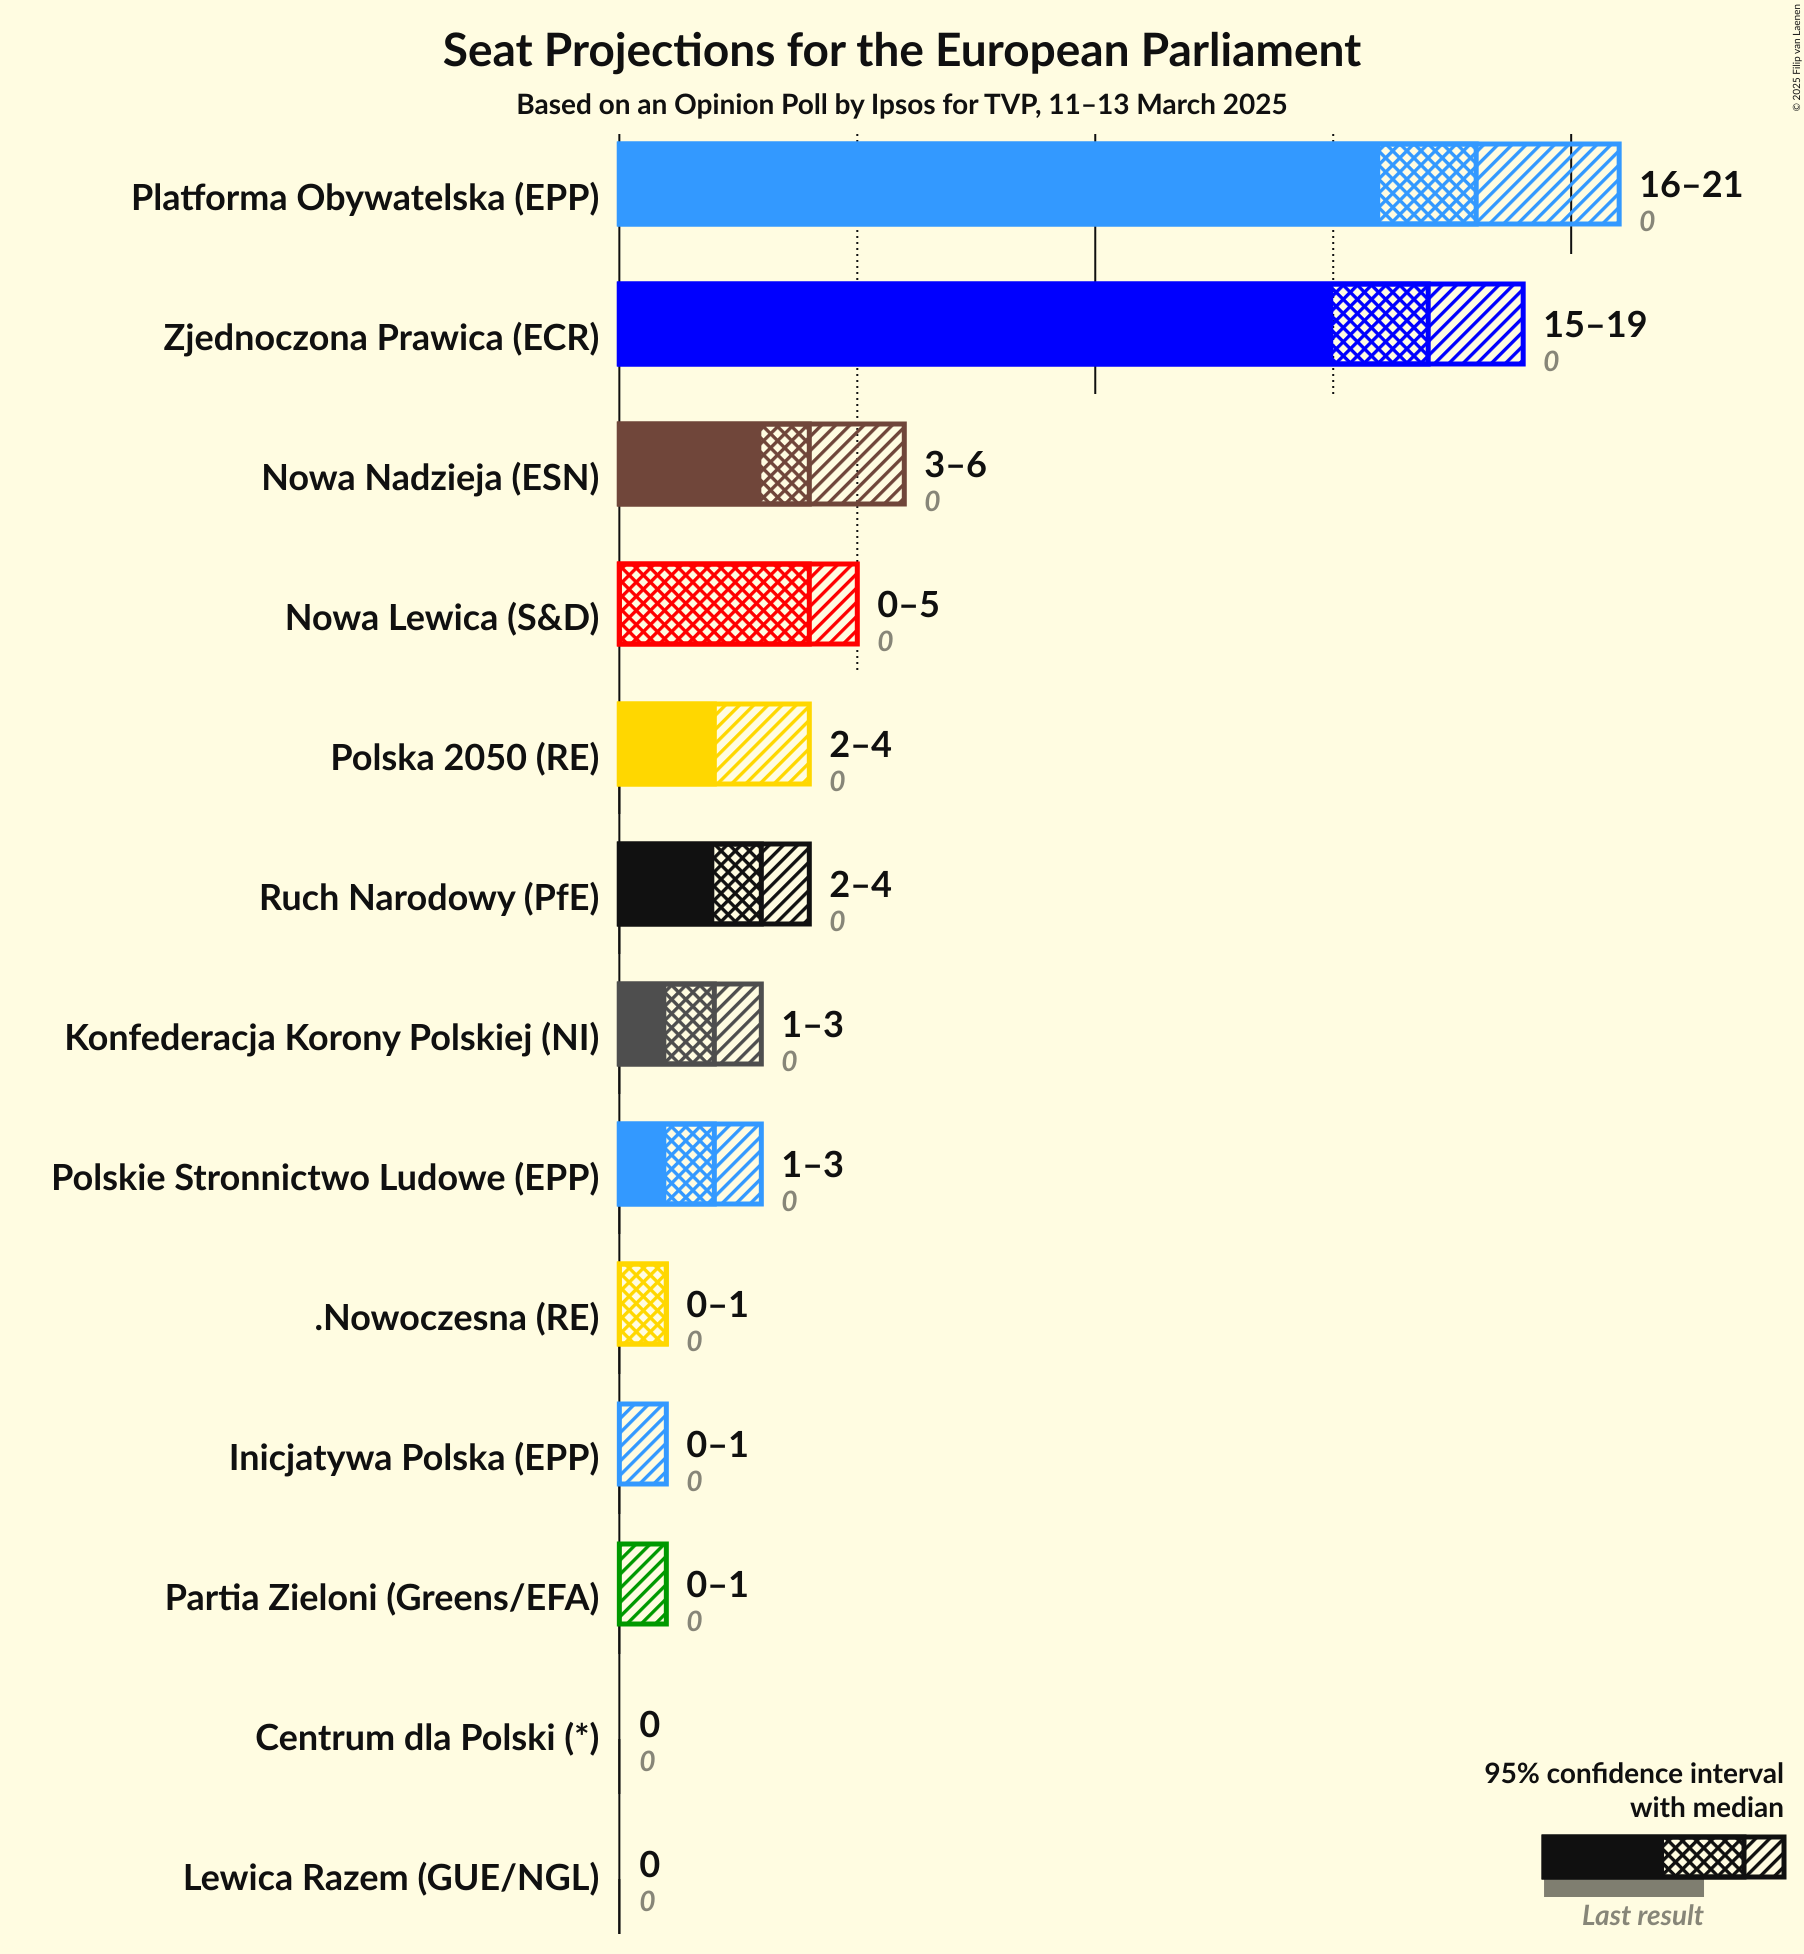 Seat Projections for the European Parliament
Based on an Opinion Poll by Ipsos for TVP, 11–13 March 2025
© 2025 Filip van Laenen
Platforma Obywatelska (EPP)
16–21
0
Zjednoczona Prawica (ECR)
15–19
0
Nowa Nadzieja (ESN)
3–6
0
Nowa Lewica (S&D)
0–5
0
Polska 2050 (RE)
2–4
0
Ruch Narodowy (PfE)
2–4
0
Konfederacja Korony Polskiej (NI)
1–3
0
Polskie Stronnictwo Ludowe (EPP)
1–3
0
.Nowoczesna (RE)
0–1
0
Inicjatywa Polska (EPP)
0–1
0
Partia Zieloni (Greens/EFA)
0–1
0
Centrum dla Polski (*)
0
0
Lewica Razem (GUE/NGL)
0
0
95% confidence interval
with median
Last result